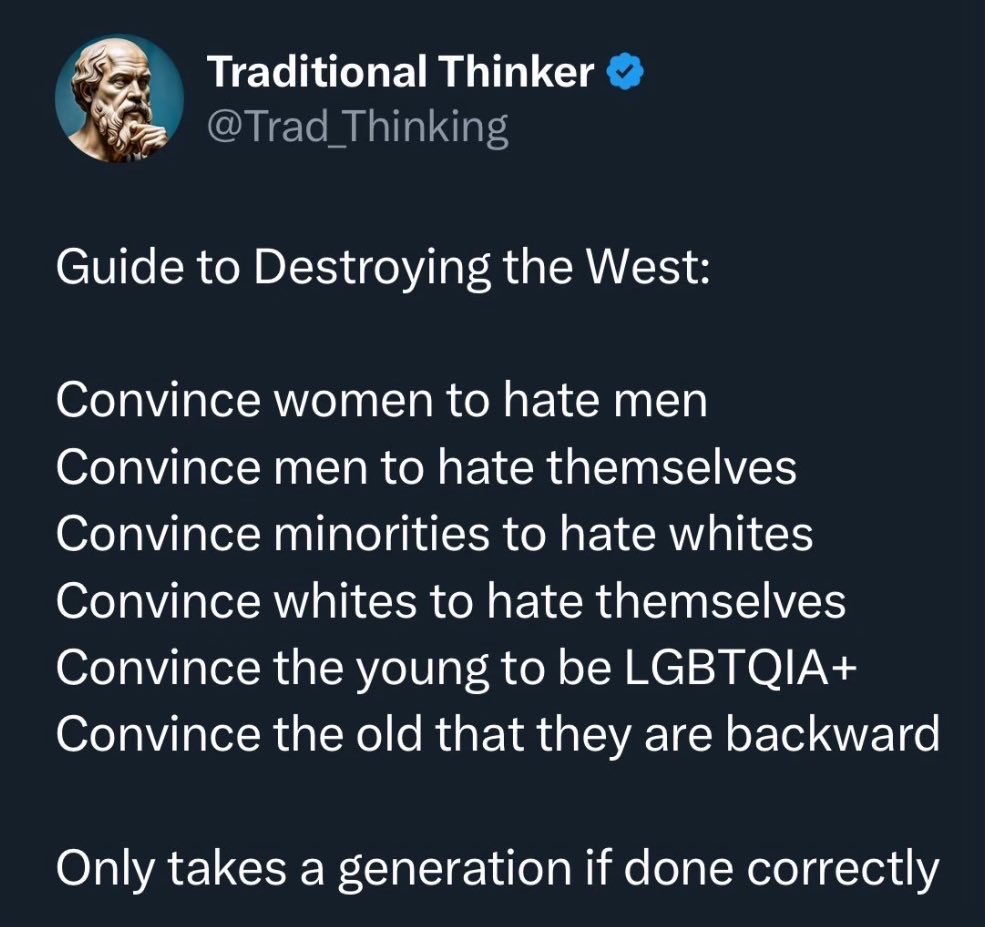 Traditional Thinker
@Trad_Thinking
Guide to Destroying the West:
Convince women to hate men
Convince men to hate themselves
Convince minorities to hate whites
Convince whites to hate themselves
Convince the young to be LGBTQIA+
Convince the old that they are backward
Only takes a generation if done correctly